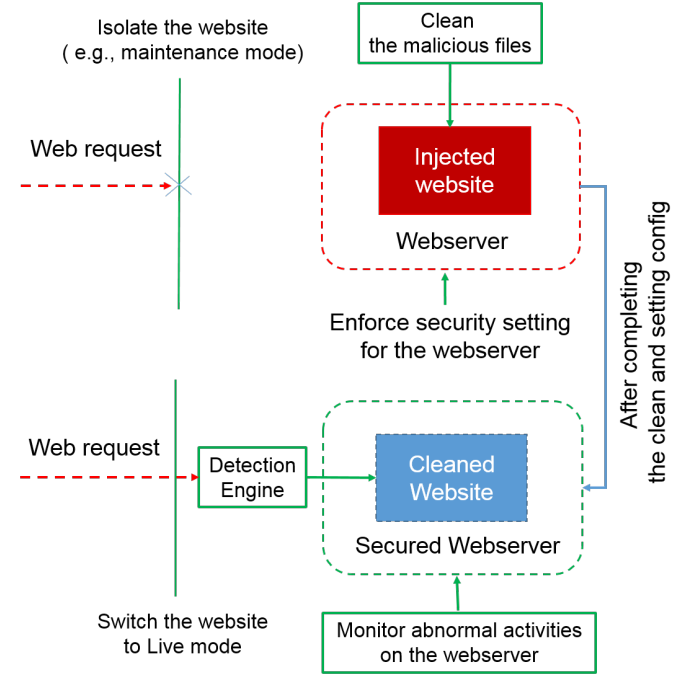 Isolate the website
( e.g., maintenance mode)
Clean
the malicious files
Web request
Injected
website
Webserver
Enforce security setting
for the webserver
After completing
the clean and setting config
Web request
Detection
Engine
Cleaned
Website
Secured Webserver
Switch the website
to Live mode
Monitor abnormal activities
on the webserver